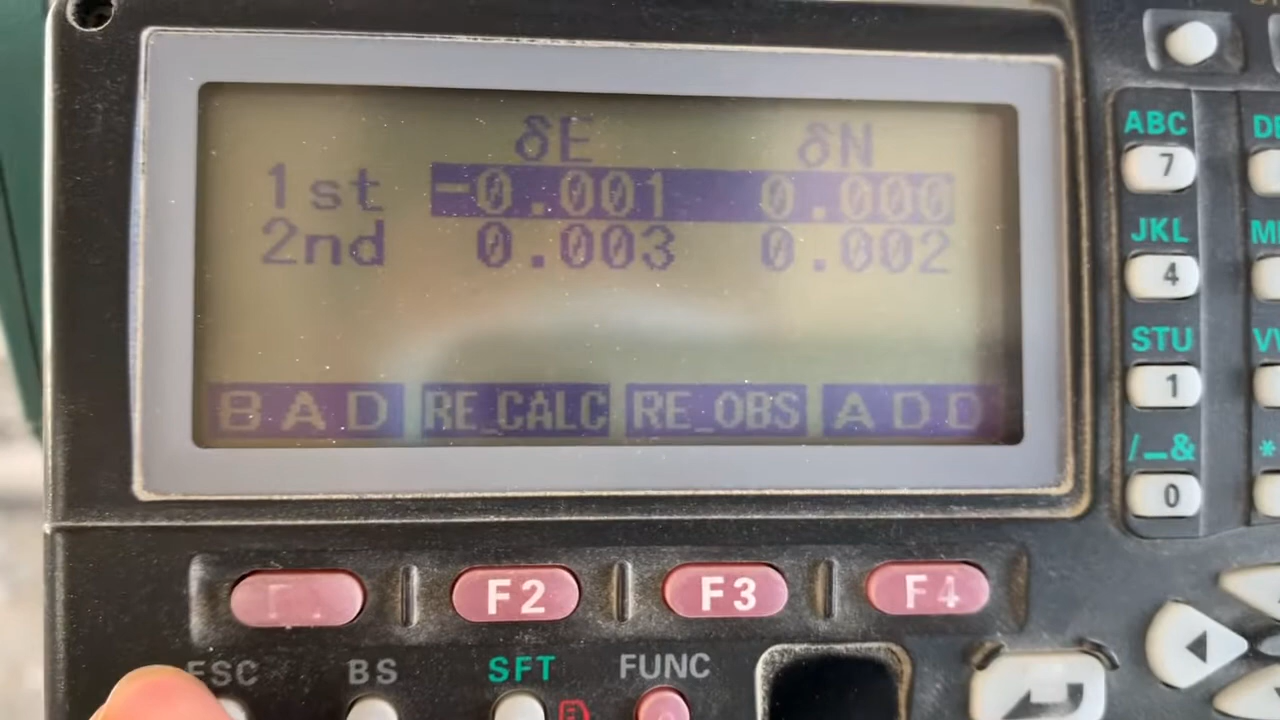 δE δN
1st -0.001 0.000
2nd 0.003 0.002
BAD RE_CALC RE_OBS ADD
F2 F3 F4
ESC BS SFT FUNC
ABC
7
JKL
4
STU
1
/_&
0
*